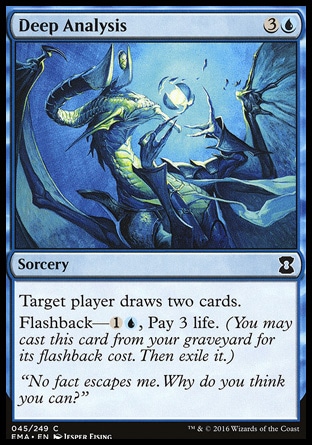 Deep Analysis 3
Sorcery
Target player draws two cards.
Flashback—1, Pay 3 life. (You may
cast this card from your graveyard for
its flashback cost. Then exile it.)
"No fact escapes me. Why do you think
you can?"
045/249 C
EMA • EN Jesper Ejsing
™ & © 2016 Wizards of the Coast